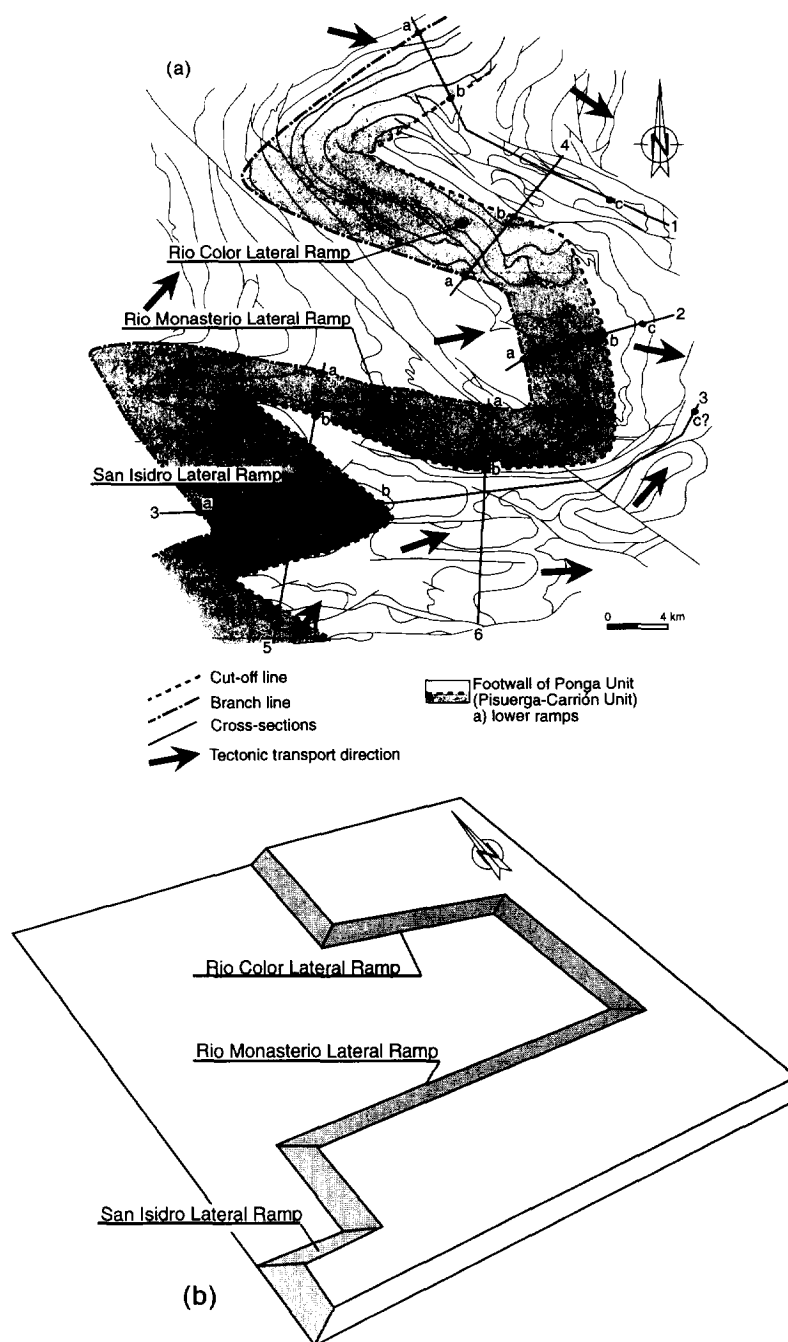 (a)
a
N
b
4
c
1
b
Rio Color Lateral Ramp
a
Rio Monasterio Lateral Ramp
2
c
a
b
3
c?
a
a
b
San Isidro Lateral Ramp
b
b
3
a
0 4 km
5
6
Cut-off line
Branch line
Cross-sections
Tectonic transport direction
Footwall of Ponga Unit
(Pisuerga-Carrión Unit)
a) lower ramps
N
Rio Color Lateral Ramp
Rio Monasterio Lateral Ramp
San Isidro Lateral Ramp
(b)